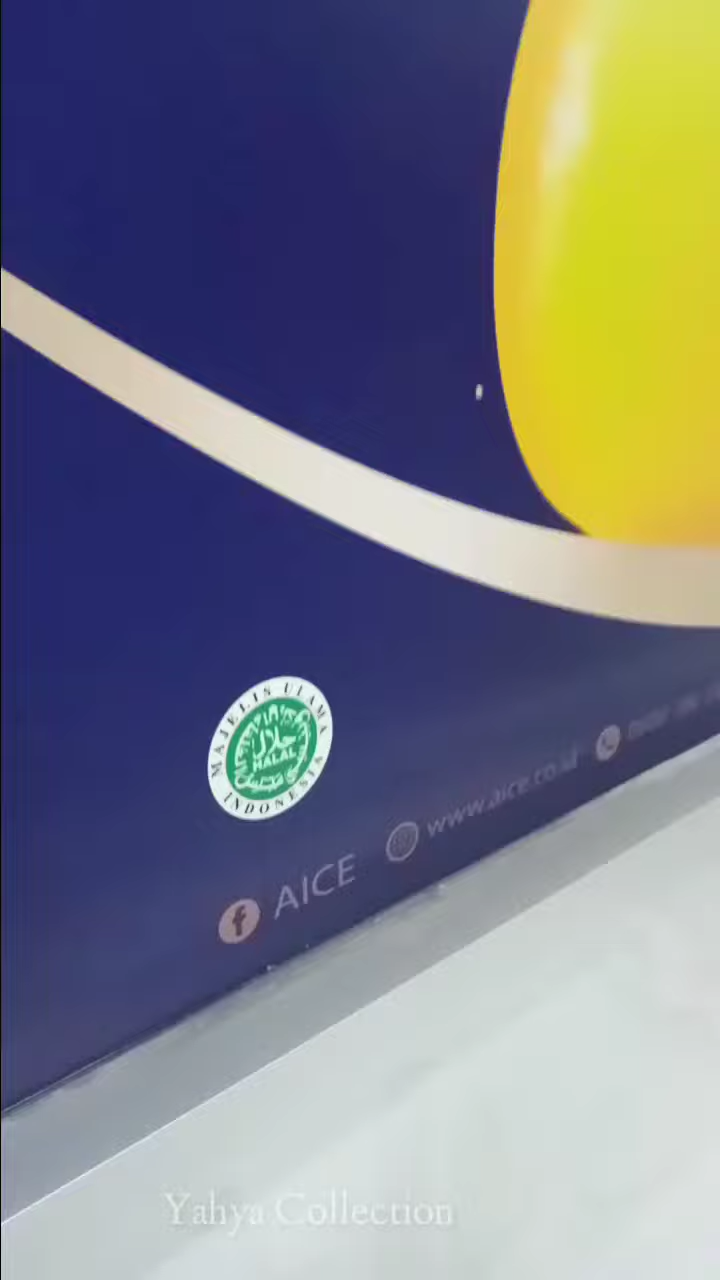 MAJELIS ULAMA
حلال
HALAL
INDONESIA
AICE
www.aice.co.id
Yahya Collection